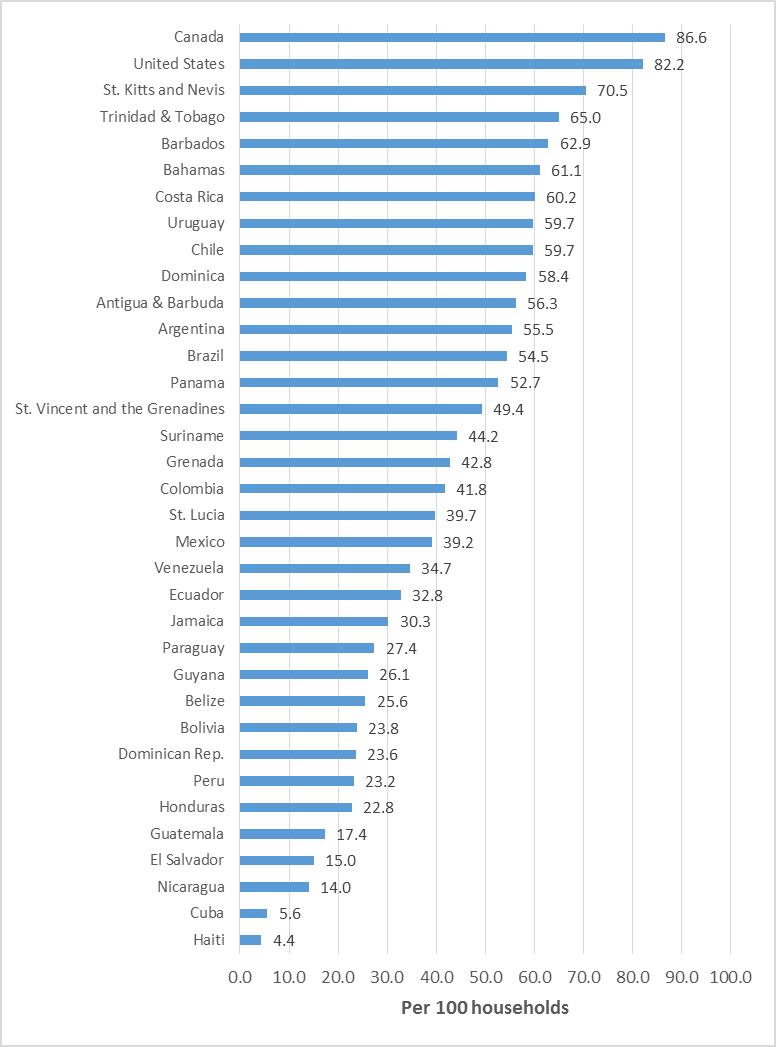 Canada 86.6
United States 82.2
St. Kitts and Nevis 70.5
Trinidad & Tobago 65.0
Barbados 62.9
Bahamas 61.1
Costa Rica 60.2
Uruguay 59.7
Chile 59.7
Dominica 58.4
Antigua & Barbuda 56.3
Argentina 55.5
Brazil 54.5
Panama 52.7
St. Vincent and the Grenadines 49.4
Suriname 44.2
Grenada 42.8
Colombia 41.8
St. Lucia 39.7
Mexico 39.2
Venezuela 34.7
Ecuador 32.8
Jamaica 30.3
Paraguay 27.4
Guyana 26.1
Belize 25.6
Bolivia 23.8
Dominican Rep. 23.6
Peru 23.2
Honduras 22.8
Guatemala 17.4
El Salvador 15.0
Nicaragua 14.0
Cuba 5.6
Haiti 4.4
0.0 10.0 20.0 30.0 40.0 50.0 60.0 70.0 80.0 90.0 100.0
Per 100 households